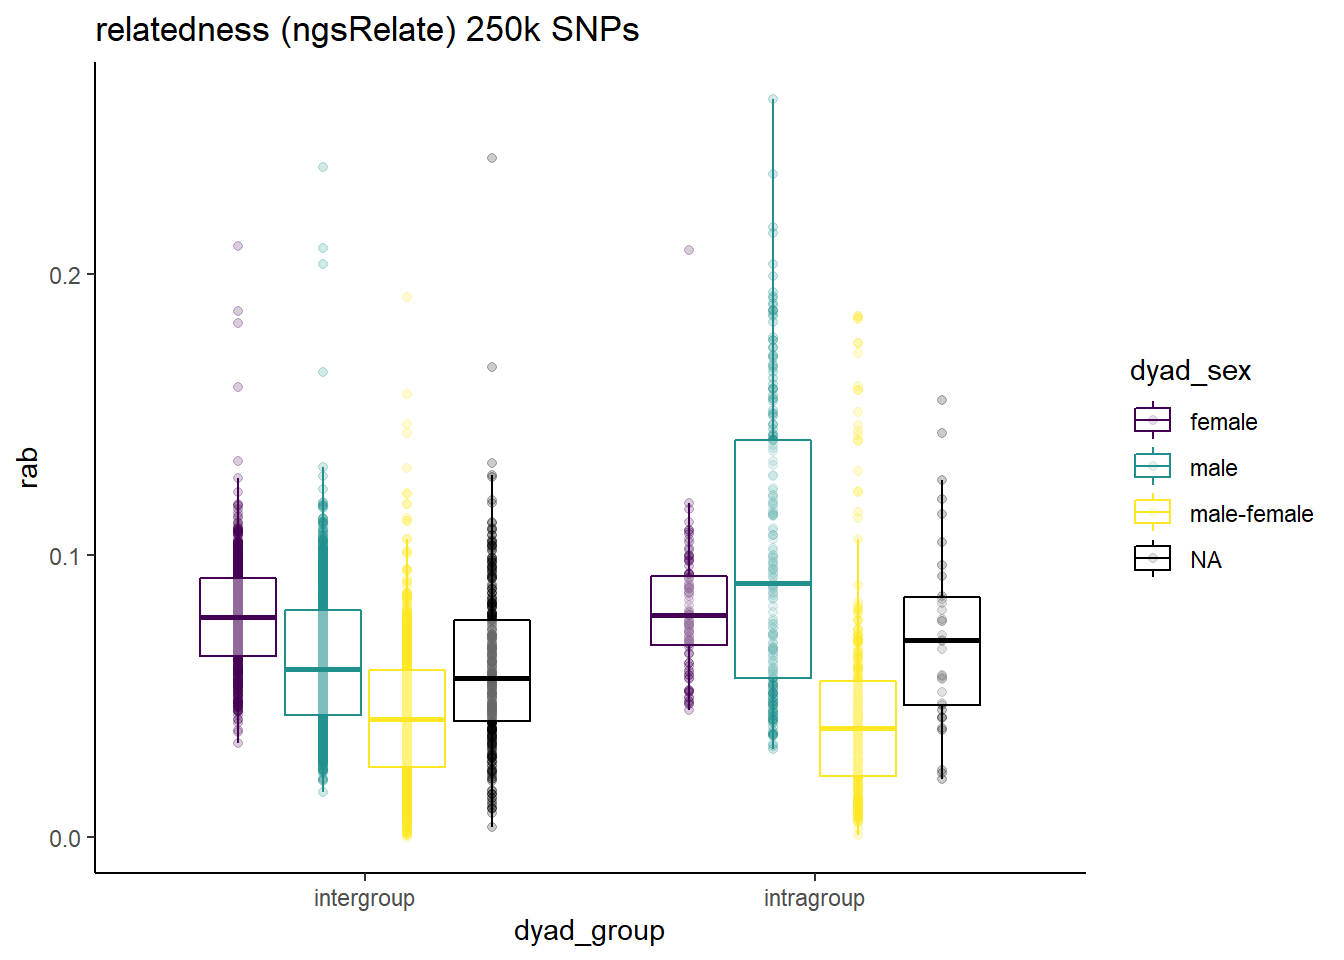 relatedness (ngsRelate) 250k SNPs
rab
0.2
0.1
0.0
intergroup
intragroup
dyad_group
dyad_sex
female
male
male-female
NA